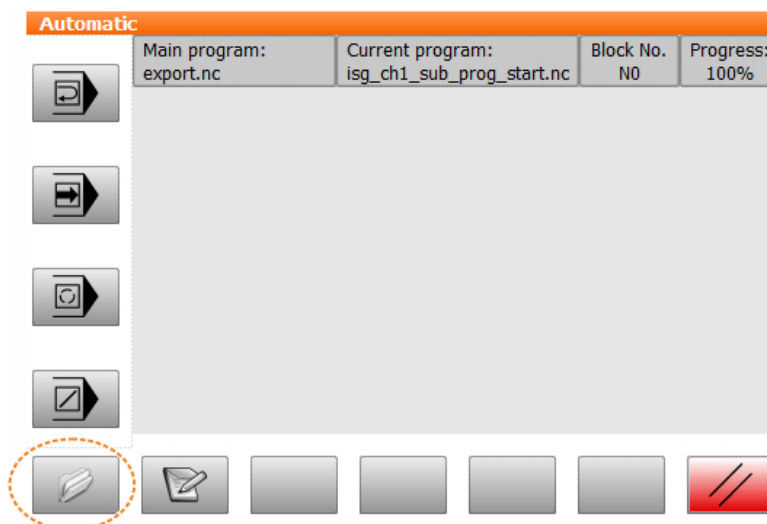 Automatic
Main program:
export.nc
Current program:
isg_ch1_sub_prog_start.nc
Block No.
N0
Progress:
100%